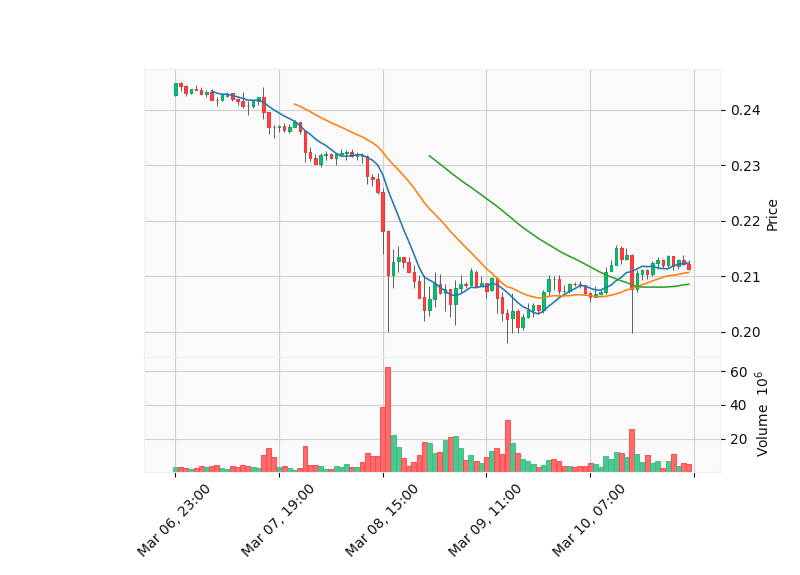 0.24
0.23
0.22
0.21
0.20
Price
60
40
20
Volume 10^6
Mar 06, 23:00
Mar 07, 19:00
Mar 08, 15:00
Mar 09, 11:00
Mar 10, 07:00